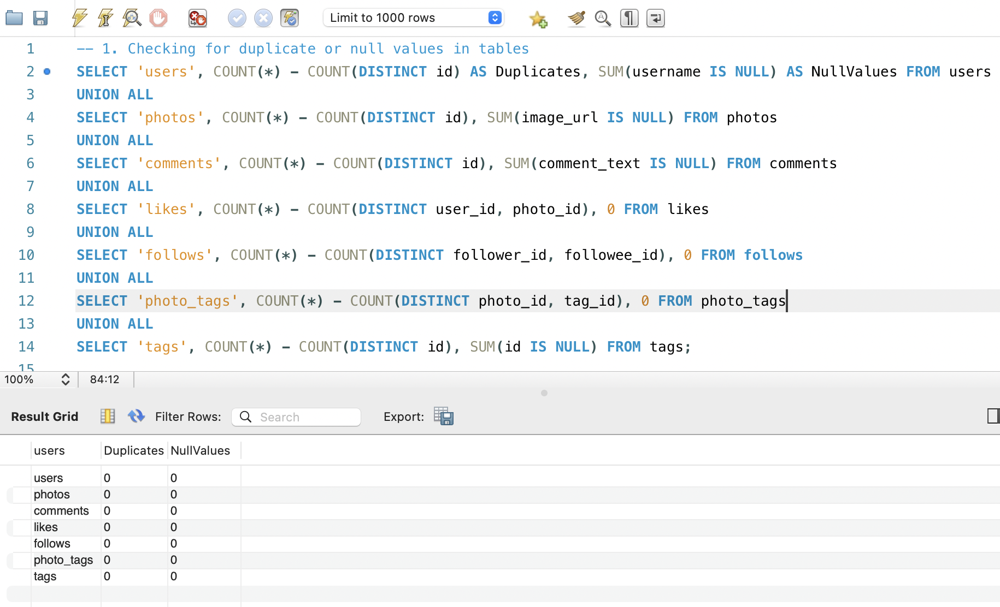 Limit to 1000 rows
1 -- 1. Checking for duplicate or null values in tables
2 SELECT 'users', COUNT(*) - COUNT(DISTINCT id) AS Duplicates, SUM(username IS NULL) AS NullValues FROM users
3 UNION ALL
4 SELECT 'photos', COUNT(*) - COUNT(DISTINCT id), SUM(image_url IS NULL) FROM photos
5 UNION ALL
6 SELECT 'comments', COUNT(*) - COUNT(DISTINCT id), SUM(comment_text IS NULL) FROM comments
7 UNION ALL
8 SELECT 'likes', COUNT(*) - COUNT(DISTINCT user_id, photo_id), 0 FROM likes
9 UNION ALL
10 SELECT 'follows', COUNT(*) - COUNT(DISTINCT follower_id, followee_id), 0 FROM follows
11 UNION ALL
12 SELECT 'photo_tags', COUNT(*) - COUNT(DISTINCT photo_id, tag_id), 0 FROM photo_tags
13 UNION ALL
14 SELECT 'tags', COUNT(*) - COUNT(DISTINCT id), SUM(id IS NULL) FROM tags;
15
100% 84:12
Result Grid Filter Rows: Search Export:
users Duplicates NullValues
users 0 0
photos 0 0
comments 0 0
likes 0 0
follows 0 0
photo_tags 0 0
tags 0 0